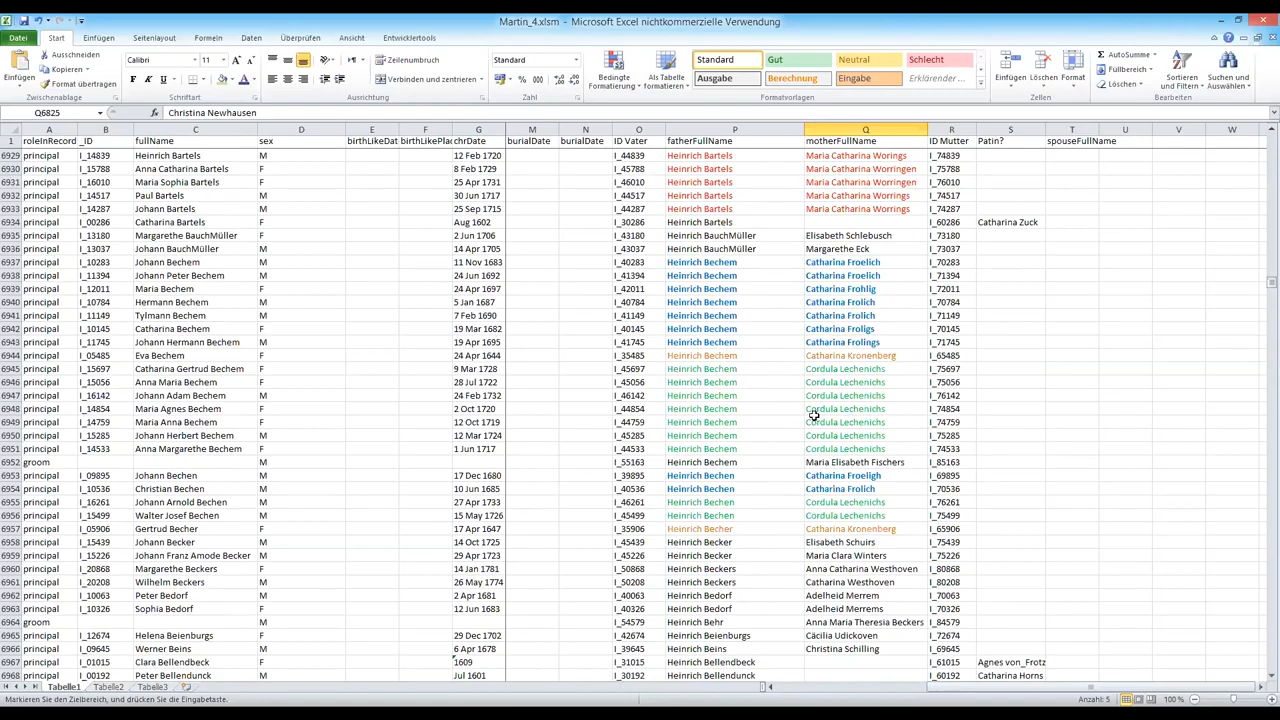 Martin_4.xlsm - Microsoft Excel nichtkommerzielle Verwendung
Datei Start Einfügen Seitenlayout Formeln Daten Überprüfen Ansicht Entwicklertools
Ausschneiden Calibri 11 Zeilenumbruch Standard Standard Gut Neutral Schlecht AutoSumme
Kopieren Einfügen Bedingte Als Tabelle Einfügen Löschen Format Füllbereich Sortieren Suchen und
Format übertragen Verbinden und zentrieren Formatierung formatieren Ausgabe Berechnung Eingabe Erklärender ... Löschen und Filtern Auswählen
Zwischenablage Schriftart Ausrichtung Zahl Formatvorlagen Zellen Bearbeiten
Q6825 fx Christina Newhausen
A B C D E F G M N O P Q R S T U V W
1 roleInRecord _ID fullName sex birthLikeDat birthLikePla chrDate burialDate burialDate ID Vater fatherFullName motherFullName ID Mutter Patin? spouseFullName
6929 principal I_14839 Heinrich Bartels M 12 Feb 1720 I_44839 Heinrich Bartels Maria Catharina Worings I_74839
6930 principal I_15788 Anna Catharina Bartels F 8 Feb 1729 I_45788 Heinrich Bartels Maria Catharina Worringen I_75788
6931 principal I_16010 Maria Sophia Bartels F 25 Apr 1731 I_46010 Heinrich Bartels Maria Catharina Worringen I_76010
6932 principal I_14517 Paul Bartels M 30 Jun 1717 I_44517 Heinrich Bartels Maria Catharina Worrings I_74517
6933 principal I_14287 Johann Bartels M 25 Sep 1715 I_44287 Heinrich Bartels Maria Catharina Worrings I_74287
6934 principal I_00286 Catharina Bartels F Aug 1602 I_30286 Heinrich Bartels I_60286 Catharina Zuck
6935 principal I_13180 Margarethe BauchMüller F 2 Jun 1706 I_43180 Heinrich BauchMüller Elisabeth Schlebusch I_73180
6936 principal I_13037 Johann BauchMüller M 14 Apr 1705 I_43037 Heinrich BauchMüller Margarethe Eck I_73037
6937 principal I_10283 Johann Bechem M 11 Nov 1683 I_40283 Heinrich Bechem Catharina Froelich I_70283
6938 principal I_11394 Johann Peter Bechem M 24 Jun 1692 I_41394 Heinrich Bechem Catharina Froelich I_71394
6939 principal I_12011 Maria Bechem F 24 Apr 1697 I_42011 Heinrich Bechem Catharina Frohlig I_72011
6940 principal I_10784 Hermann Bechem M 5 Jan 1687 I_40784 Heinrich Bechem Catharina Frolich I_70784
6941 principal I_11149 Tylmann Bechem M 7 Feb 1690 I_41149 Heinrich Bechem Catharina Frolich I_71149
6942 principal I_10145 Catharina Bechem F 19 Mar 1682 I_40145 Heinrich Bechem Catharina Froligs I_70145
6943 principal I_11745 Johann Hermann Bechem M 19 Apr 1695 I_41745 Heinrich Bechem Catharina Frolings I_71745
6944 principal I_05485 Eva Bechem F 24 Apr 1644 I_35485 Heinrich Bechem Catharina Kronenberg I_65485
6945 principal I_15697 Catharina Gertrud Bechem F 9 Mar 1728 I_45697 Heinrich Bechem Cordula Lechenichs I_75697
6946 principal I_15056 Anna Maria Bechem F 28 Jul 1722 I_45056 Heinrich Bechem Cordula Lechenichs I_75056
6947 principal I_16142 Johann Adam Bechem M 24 Feb 1732 I_46142 Heinrich Bechem Cordula Lechenichs I_76142
6948 principal I_14854 Maria Agnes Bechem F 2 Oct 1720 I_44854 Heinrich Bechem Cordula Lechenichs I_74854
6949 principal I_14759 Maria Anna Bechem F 12 Oct 1719 I_44759 Heinrich Bechem Cordula Lechenichs I_74759
6950 principal I_15285 Johann Herbert Bechem M 12 Mar 1724 I_45285 Heinrich Bechem Cordula Lechenichs I_75285
6951 principal I_14533 Anna Margarethe Bechem F 1 Jun 1717 I_44533 Heinrich Bechem Cordula Lechenichs I_74533
6952 groom M I_55163 Heinrich Bechem Maria Elisabeth Fischers I_85163
6953 principal I_09895 Johann Bechen M 17 Dec 1680 I_39895 Heinrich Bechen Catharina Froeligh I_69895
6954 principal I_10536 Christian Bechen M 10 Jun 1685 I_40536 Heinrich Bechen Catharina Frolich I_70536
6955 principal I_16261 Johann Arnold Bechen M 27 Apr 1733 I_46261 Heinrich Bechen Cordula Lechenichs I_76261
6956 principal I_15499 Walter Josef Bechen M 15 May 1726 I_45499 Heinrich Bechen Cordula Lechenichs I_75499
6957 principal I_05906 Gertrud Becher F 17 Apr 1647 I_35906 Heinrich Becher Catharina Kronenberg I_65906
6958 principal I_15439 Johann Becker M 14 Oct 1725 I_45439 Heinrich Becker Elisabeth Schuirs I_75439
6959 principal I_15226 Johann Franz Amode Becker M 29 Apr 1723 I_45226 Heinrich Becker Maria Clara Winters I_75226
6960 principal I_20868 Margarethe Beckers F 14 Jan 1781 I_50868 Heinrich Beckers Anna Catharina Westhoven I_80868
6961 principal I_20208 Wilhelm Beckers M 26 May 1774 I_50208 Heinrich Beckers Catharina Westhoven I_80208
6962 principal I_10063 Peter Bedorf M I_40063 Heinrich Bedorf Adelheid Merrem I_70063
6963 principal I_10326 Sophia Bedorf F 12 Jun 1683 I_40326 Heinrich Bedorf Adelheid Merrems I_70326
6964 groom M I_54579 Heinrich Behr Anna Maria Theresia Beckers I_84579
6965 principal I_12674 Helena Beienburgs F 29 Dec 1702 I_42674 Heinrich Beienburgs Cäcilia Udickoven I_72674
6966 principal I_09645 Werner Beins M 6 Apr 1678 I_39645 Heinrich Beins Christina Schilling I_69645
6967 principal I_01015 Clara Bellendbeck F 1609 I_31015 Heinrich Bellendbeck I_61015 Agnes von_Frotz
6968 principal I_00192 Peter Bellendunck M Jul 1601 I_30192 Heinrich Bellendunck I_60192 Catharina Horns
Tabelle1 Tabelle2 Tabelle3
Markieren Sie den Zielbereich, und drücken Sie die Eingabetaste. Anzahl: 5 100 %